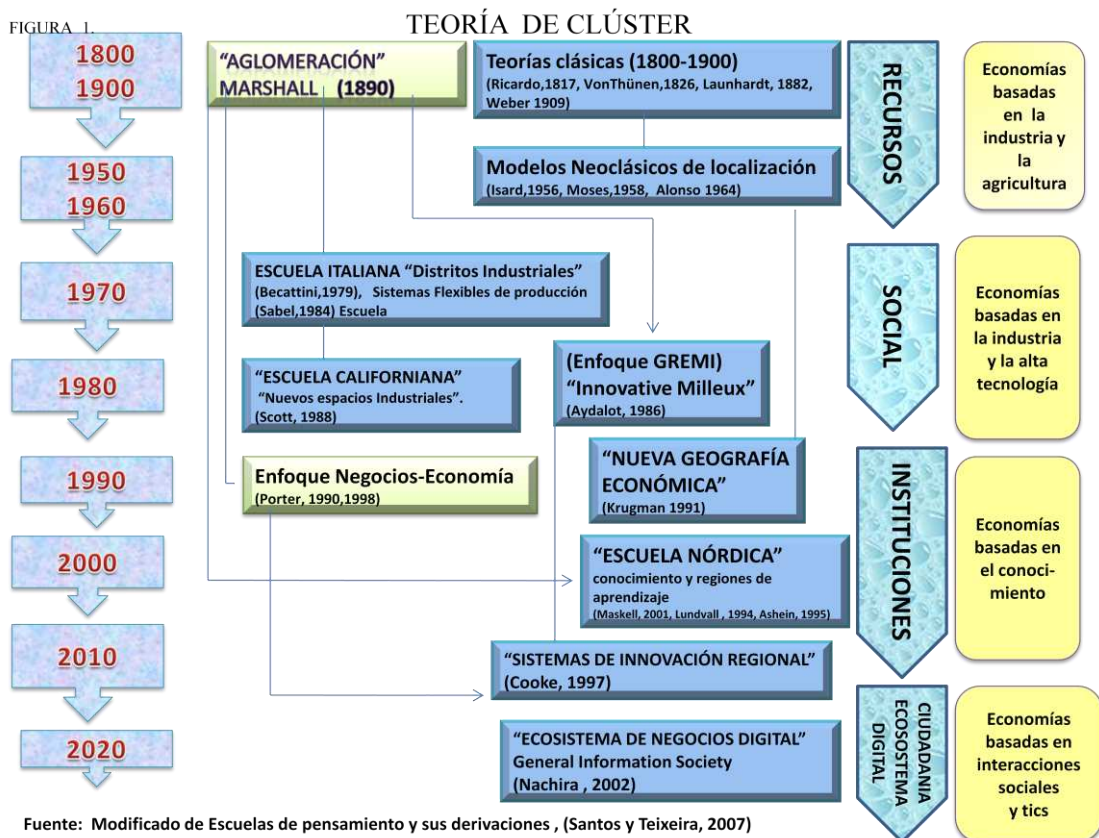 FIGURA 1.
TEORÍA DE CLÚSTER
1800
1900
1950
1960
1970
1980
1990
2000
2010
2020
"AGLOMERACIÓN"
MARSHALL (1890)
Teorías clásicas (1800-1900)
(Ricardo,1817, VonThünen,1826, Launhardt, 1882,
Weber 1909)
Modelos Neoclásicos de localización
(Isard,1956, Moses,1958, Alonso 1964)
ESCUELA ITALIANA "Distritos Industriales"
(Becattini,1979), Sistemas Flexibles de producción
(Sabel,1984) Escuela
(Enfoque GREMI)
"Innovative Milleux"
(Aydalot, 1986)
"ESCUELA CALIFORNIANA"
"Nuevos espacios Industriales".
(Scott, 1988)
Enfoque Negocios-Economía
(Porter, 1990,1998)
"NUEVA GEOGRAFÍA
ECONÓMICA"
(Krugman 1991)
"ESCUELA NÓRDICA"
conocimiento y regiones de
aprendizaje
(Maskell, 2001, Lundvall , 1994, Ashein, 1995)
"SISTEMAS DE INNOVACIÓN REGIONAL"
(Cooke, 1997)
"ECOSISTEMA DE NEGOCIOS DIGITAL"
General Information Society
(Nachira , 2002)
RECURSOS
SOCIAL
INSTITUCIONES
CIUDADANIA
ECOSOSTEMA
DIGITAL
Economías
basadas
en la
industria y
la
agricultura
Economías
basadas en
la industria
y la alta
tecnología
Economías
basadas en
el conoci-
miento
Economías
basadas en
interacciones
sociales
y tics
Fuente: Modificado de Escuelas de pensamiento y sus derivaciones , (Santos y Teixeira, 2007)